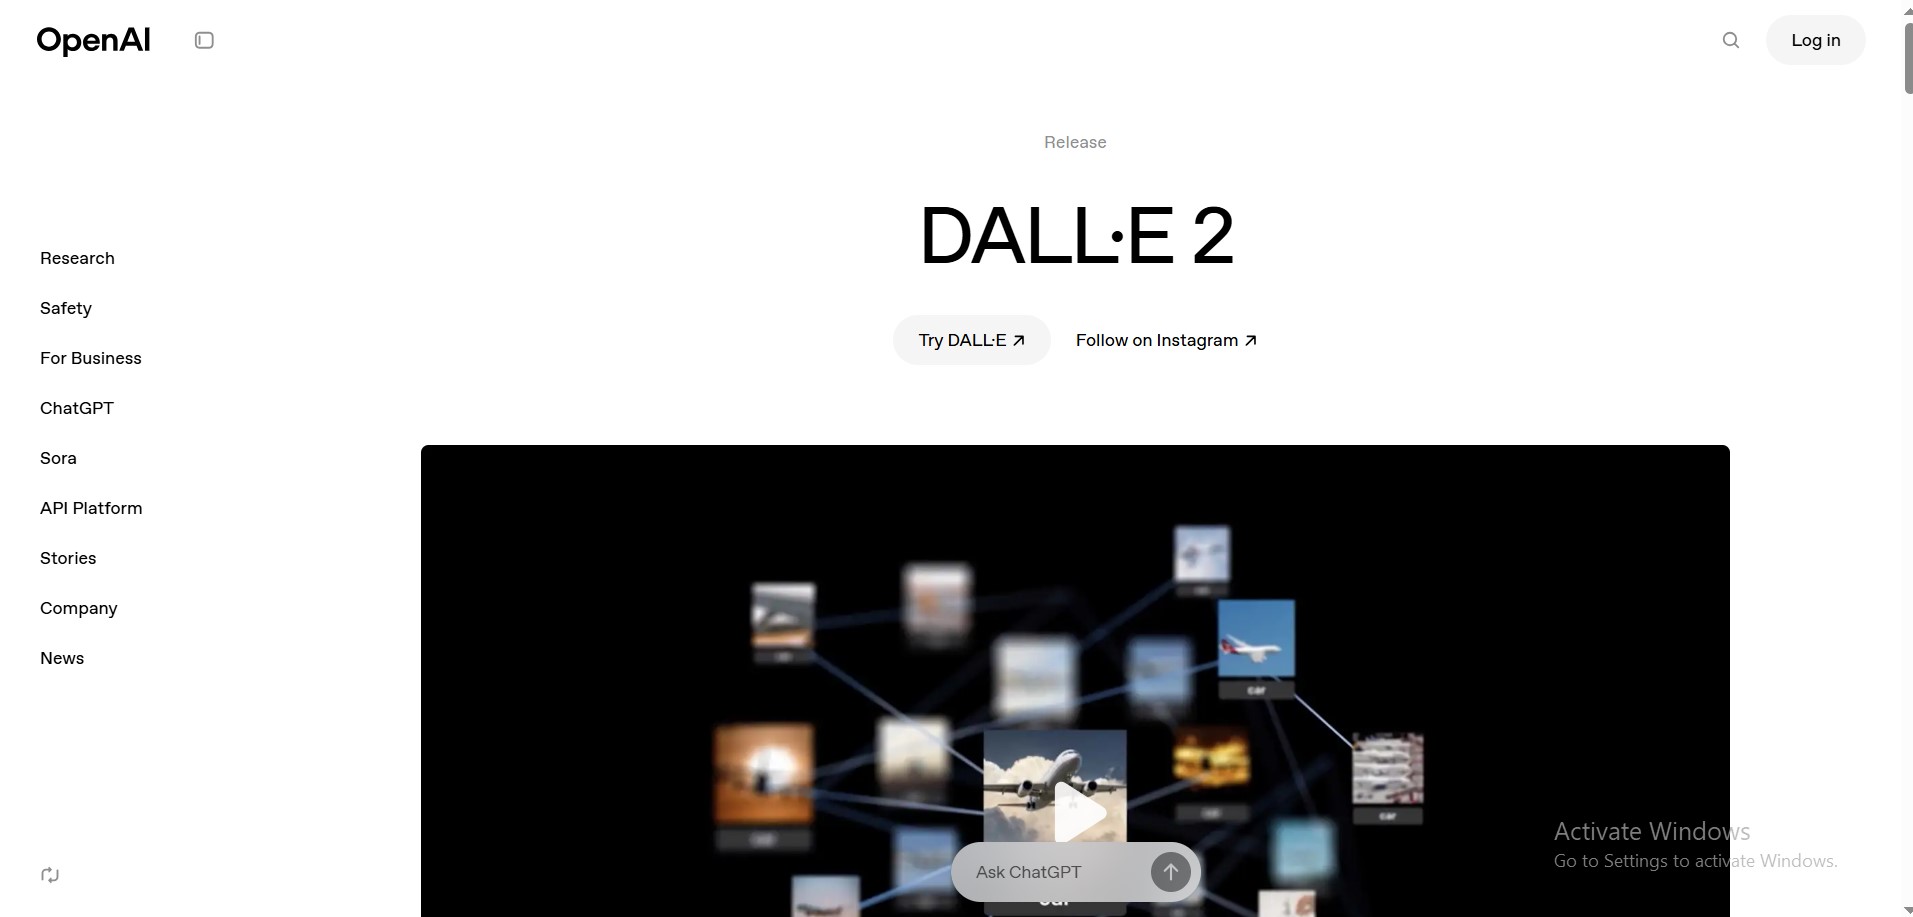 OpenAI
Log in
Release
DALL·E 2
Try DALL·E ↗
Follow on Instagram ↗
Research
Safety
For Business
ChatGPT
Sora
API Platform
Stories
Company
News
car
car
Ask ChatGPT
car
Activate Windows
Go to Settings to activate Windows.